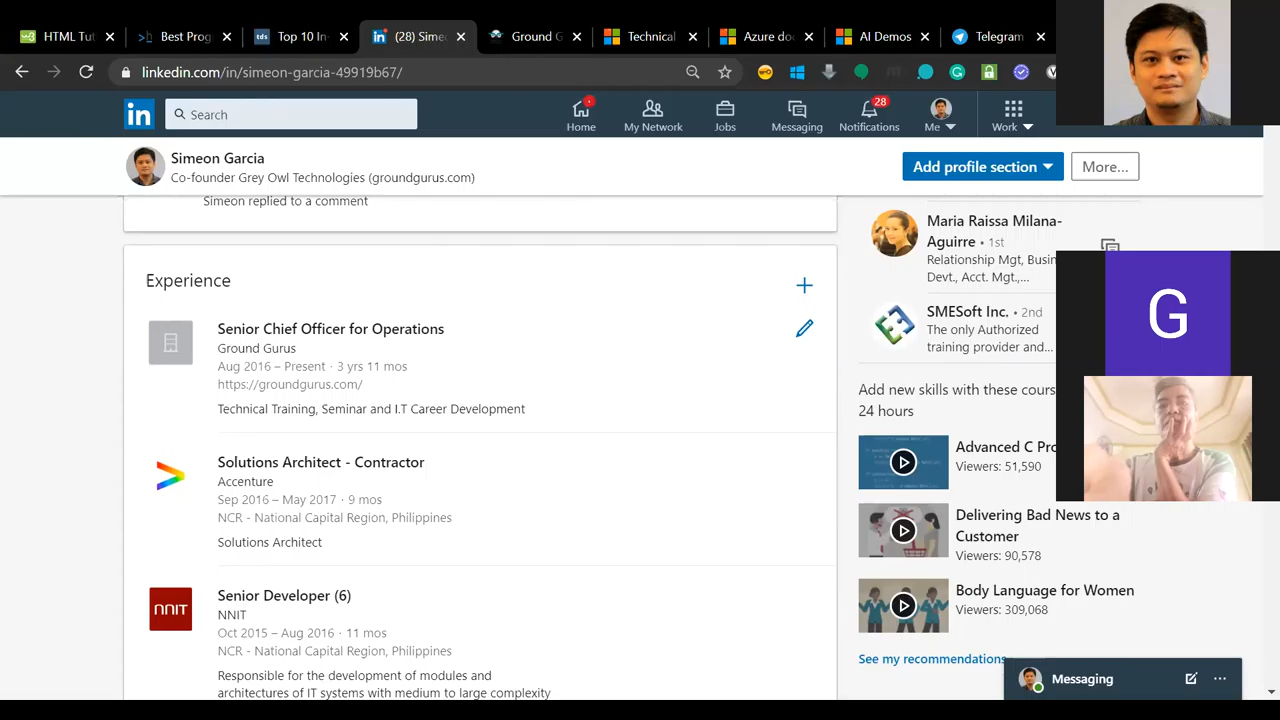 HTML Tut
Best Prog
Top 10 In-
(28) Sime
Ground G
Technical
Azure doc
AI Demos
Telegram
linkedin.com/in/simeon-garcia-49919b67/
in
Search
Home
My Network
Jobs
Messaging
28
Notifications
Me
Work
Simeon Garcia
Co-founder Grey Owl Technologies (groundgurus.com)
Add profile section
More...
Simeon replied to a comment
Experience
Senior Chief Officer for Operations
Ground Gurus
Aug 2016 – Present · 3 yrs 11 mos
https://groundgurus.com/
Technical Training, Seminar and I.T Career Development
Solutions Architect - Contractor
Accenture
Sep 2016 – May 2017 · 9 mos
NCR - National Capital Region, Philippines
Solutions Architect
nnit
Senior Developer (6)
NNIT
Oct 2015 – Aug 2016 · 11 mos
NCR - National Capital Region, Philippines
Responsible for the development of modules and
architectures of IT systems with medium to large complexity
Maria Raissa Milana-
Aguirre • 1st
Relationship Mgt, Busin
Devt., Acct. Mgt.,...
SMESoft Inc. • 2nd
The only Authorized
training provider and...
Add new skills with these cours
24 hours
Advanced C Pro
Viewers: 51,590
Delivering Bad News to a
Customer
Viewers: 90,578
Body Language for Women
Viewers: 309,068
See my recommendations
Messaging
G